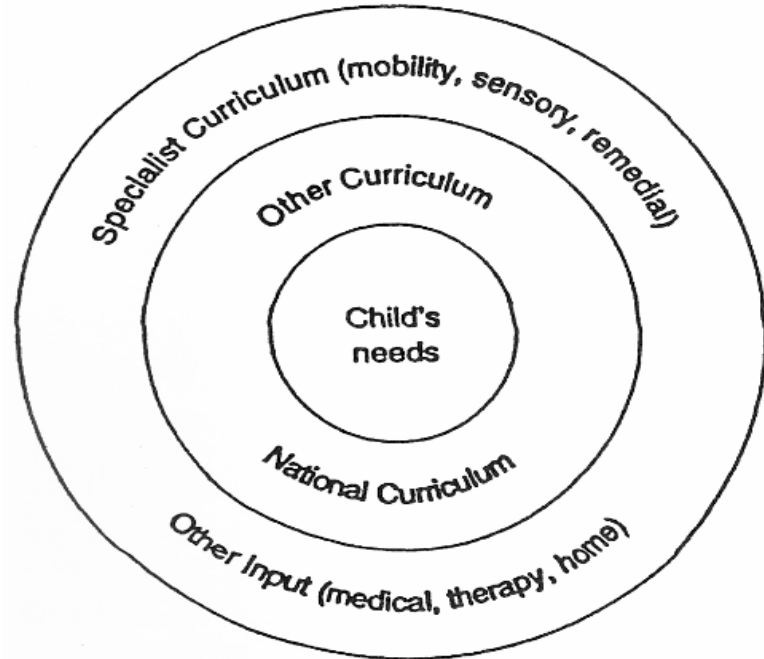 Specialist Curriculum (mobility, sensory, remedial)
Other Curriculum
Child's
needs
National Curriculum
Other input (medical, therapy, home)